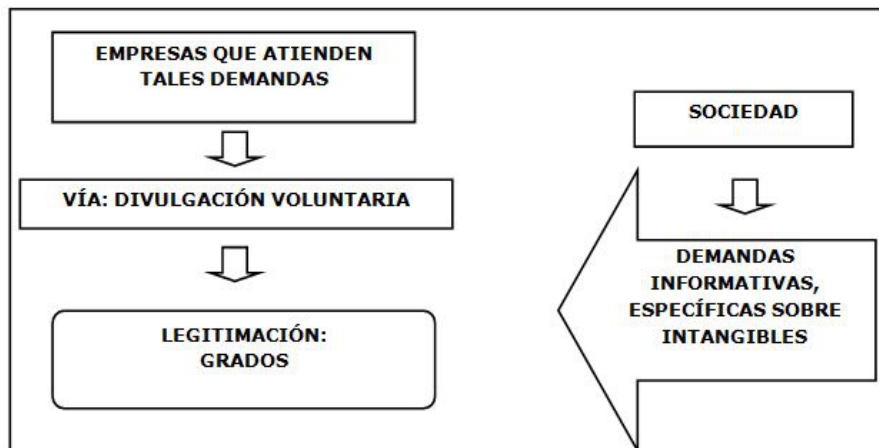 EMPRESAS QUE ATIENDEN
TALES DEMANDAS
VÍA: DIVULGACIÓN VOLUNTARIA
LEGITIMACIÓN:
GRADOS
SOCIEDAD
DEMANDAS
INFORMATIVAS,
ESPECÍFICAS SOBRE
INTANGIBLES